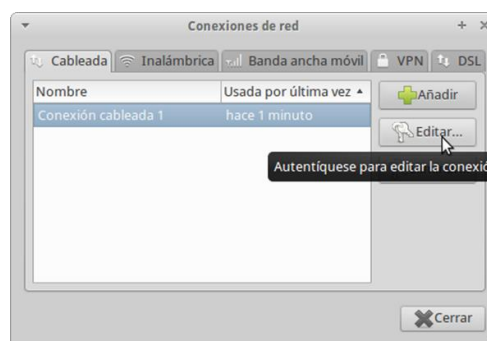 Conexiones de red
Cableada Inalámbrica Banda ancha móvil VPN DSL
Nombre Usada por última vez
Añadir
Conexión cableada 1 hace 1 minuto
Editar...
Autentíquese para editar la conexió
Cerrar